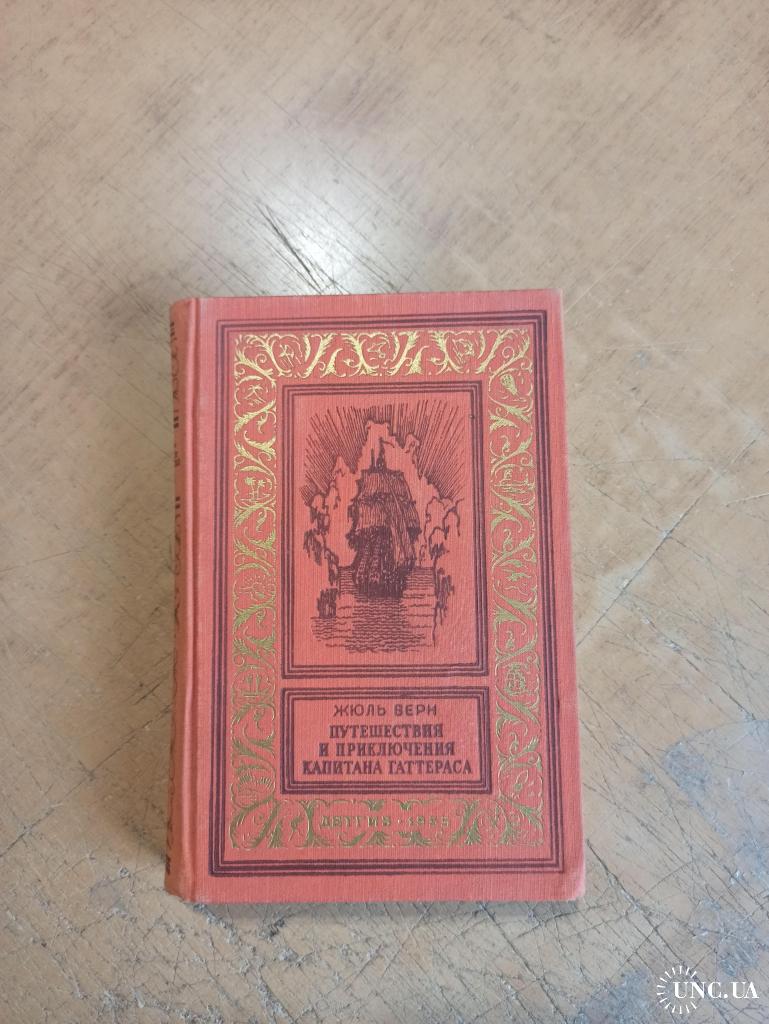 ЖЮЛЬ ВЕРН
ПУТЕШЕСТВИЯ
И ПРИКЛЮЧЕНИЯ
КАПИТАНА ГАТТЕРАСА
ДЕТГИЗ · 1955
UNC.UA